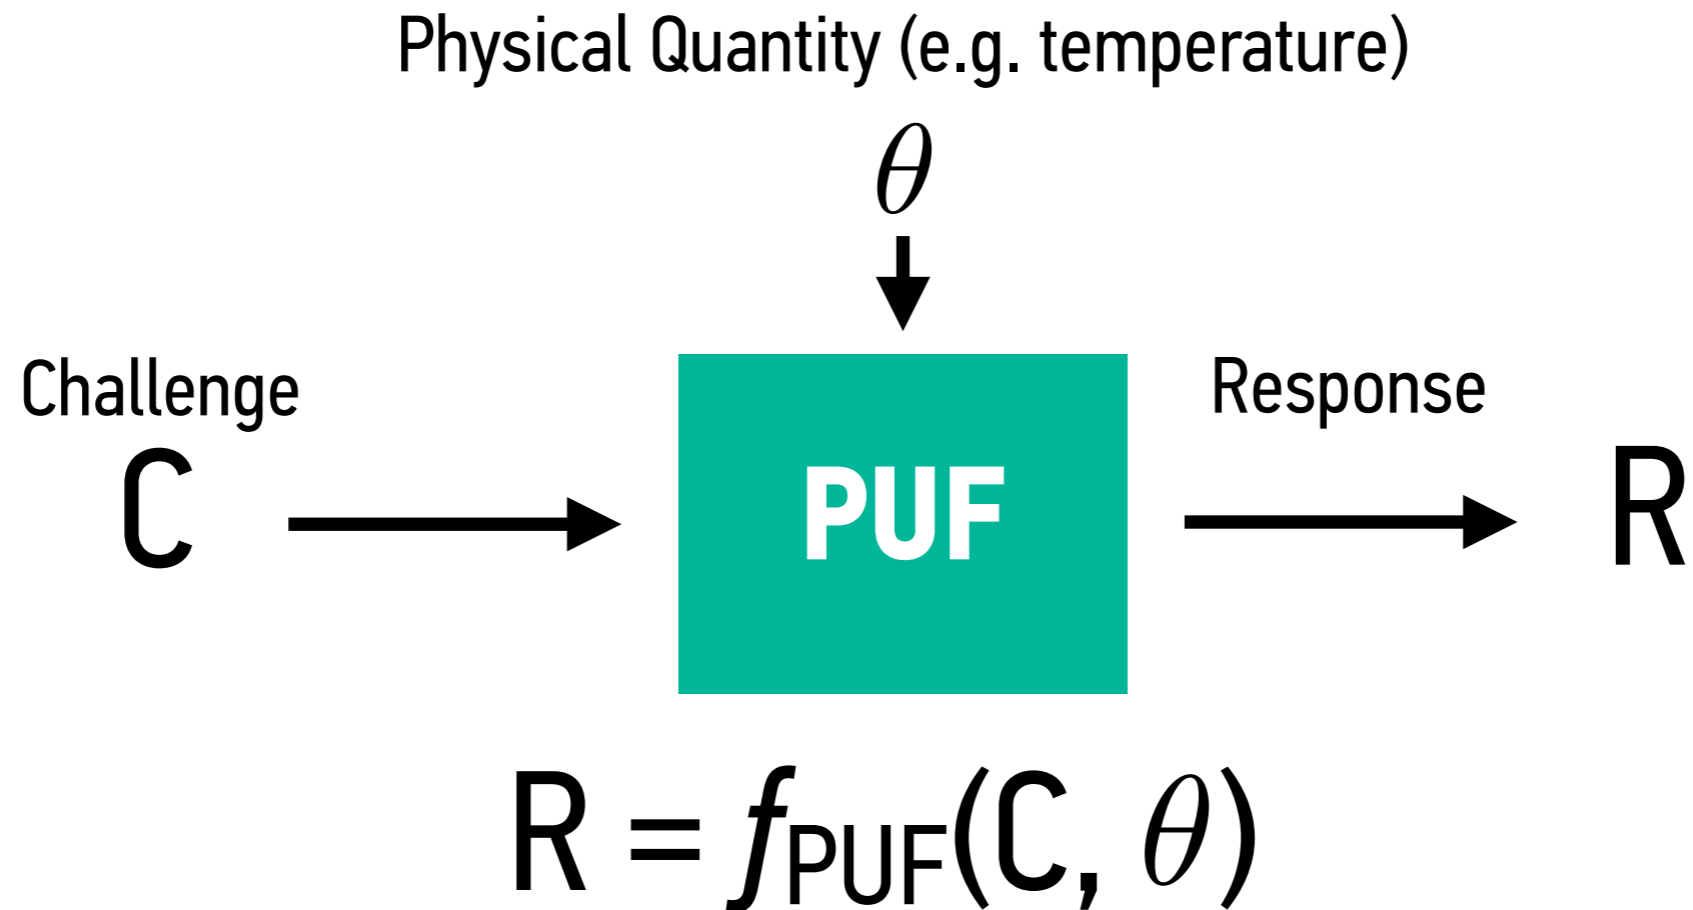 Physical Quantity (e.g. temperature)
θ
Challenge
C
PUF
Response
R
R = fPUF(C, θ)